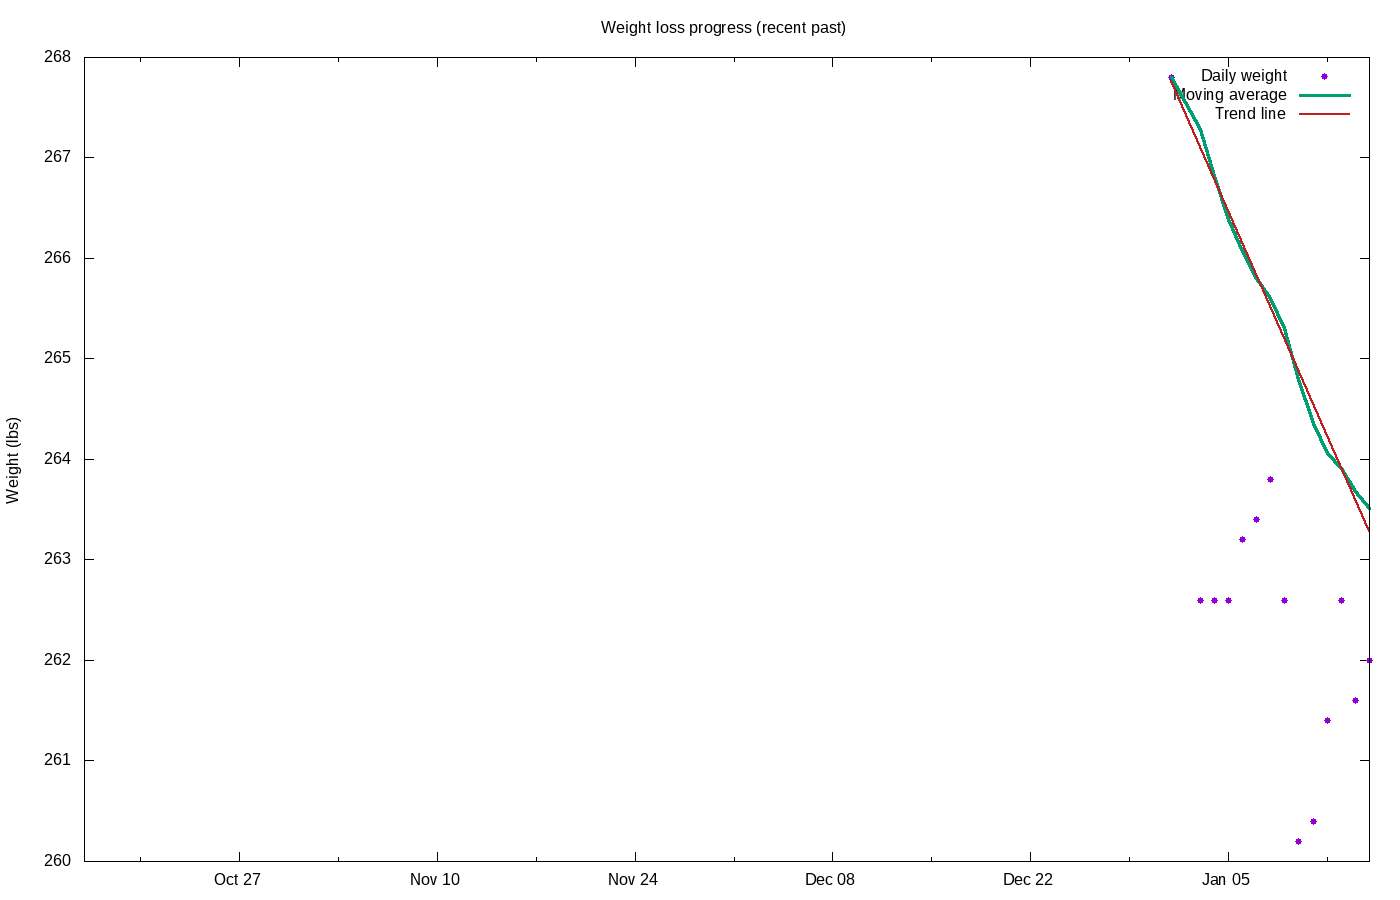 Weight loss progress (recent past)
268
267
266
265
264
263
262
261
260
Weight (lbs)
Daily weight
Moving average
Trend line
Oct 27
Nov 10
Nov 24
Dec 08
Dec 22
Jan 05